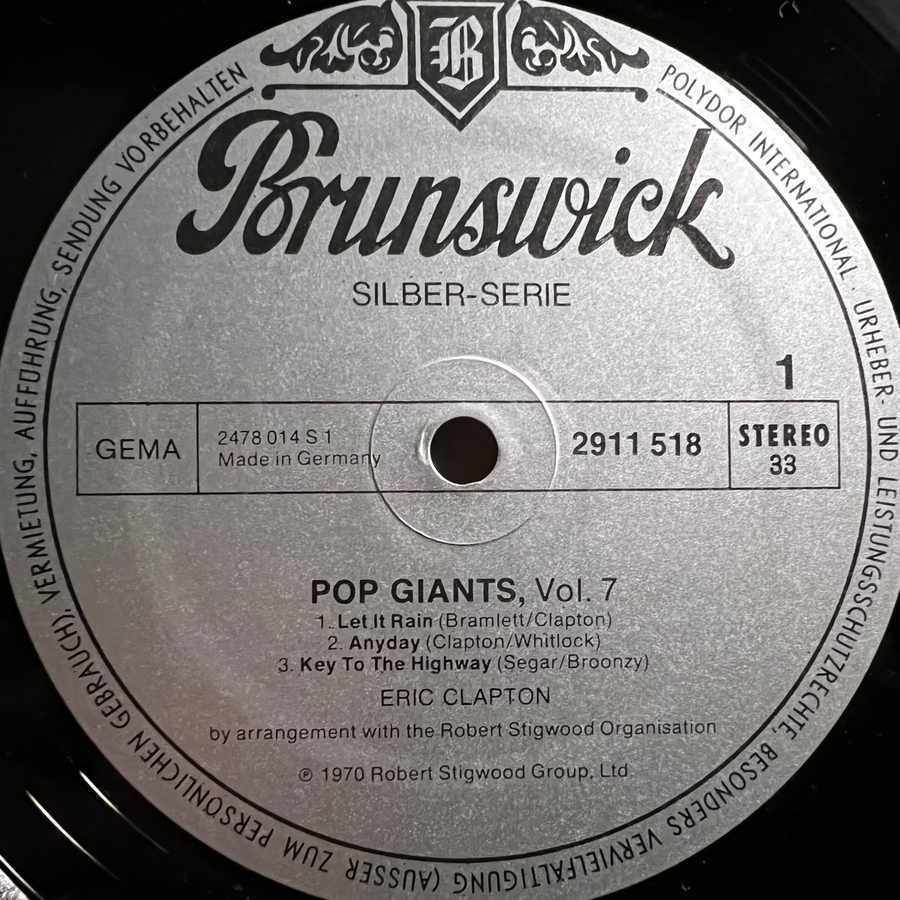 B
Brunswick
SILBER-SERIE
1
GEMA
2478 014 S 1
Made in Germany
2911 518
STEREO
33
POP GIANTS, Vol. 7
1. Let It Rain (Bramlett/Clapton)
2. Anyday (Clapton/Whitlock)
3. Key To The Highway (Segar/Broonzy)
ERIC CLAPTON
by arrangement with the Robert Stigwood Organisation
℗ 1970 Robert Stigwood Group, Ltd
POLYDOR INTERNATIONAL · URHEBER- UND LEISTUNGSSCHUTZRECHTE, BESONDERS VERVIELFÄLTIGUNG (AUSSER ZUM PERSÖNLICHEN GEBRAUCH), VERMIETUNG, AUFFÜHRUNG, SENDUNG VORBEHALTEN